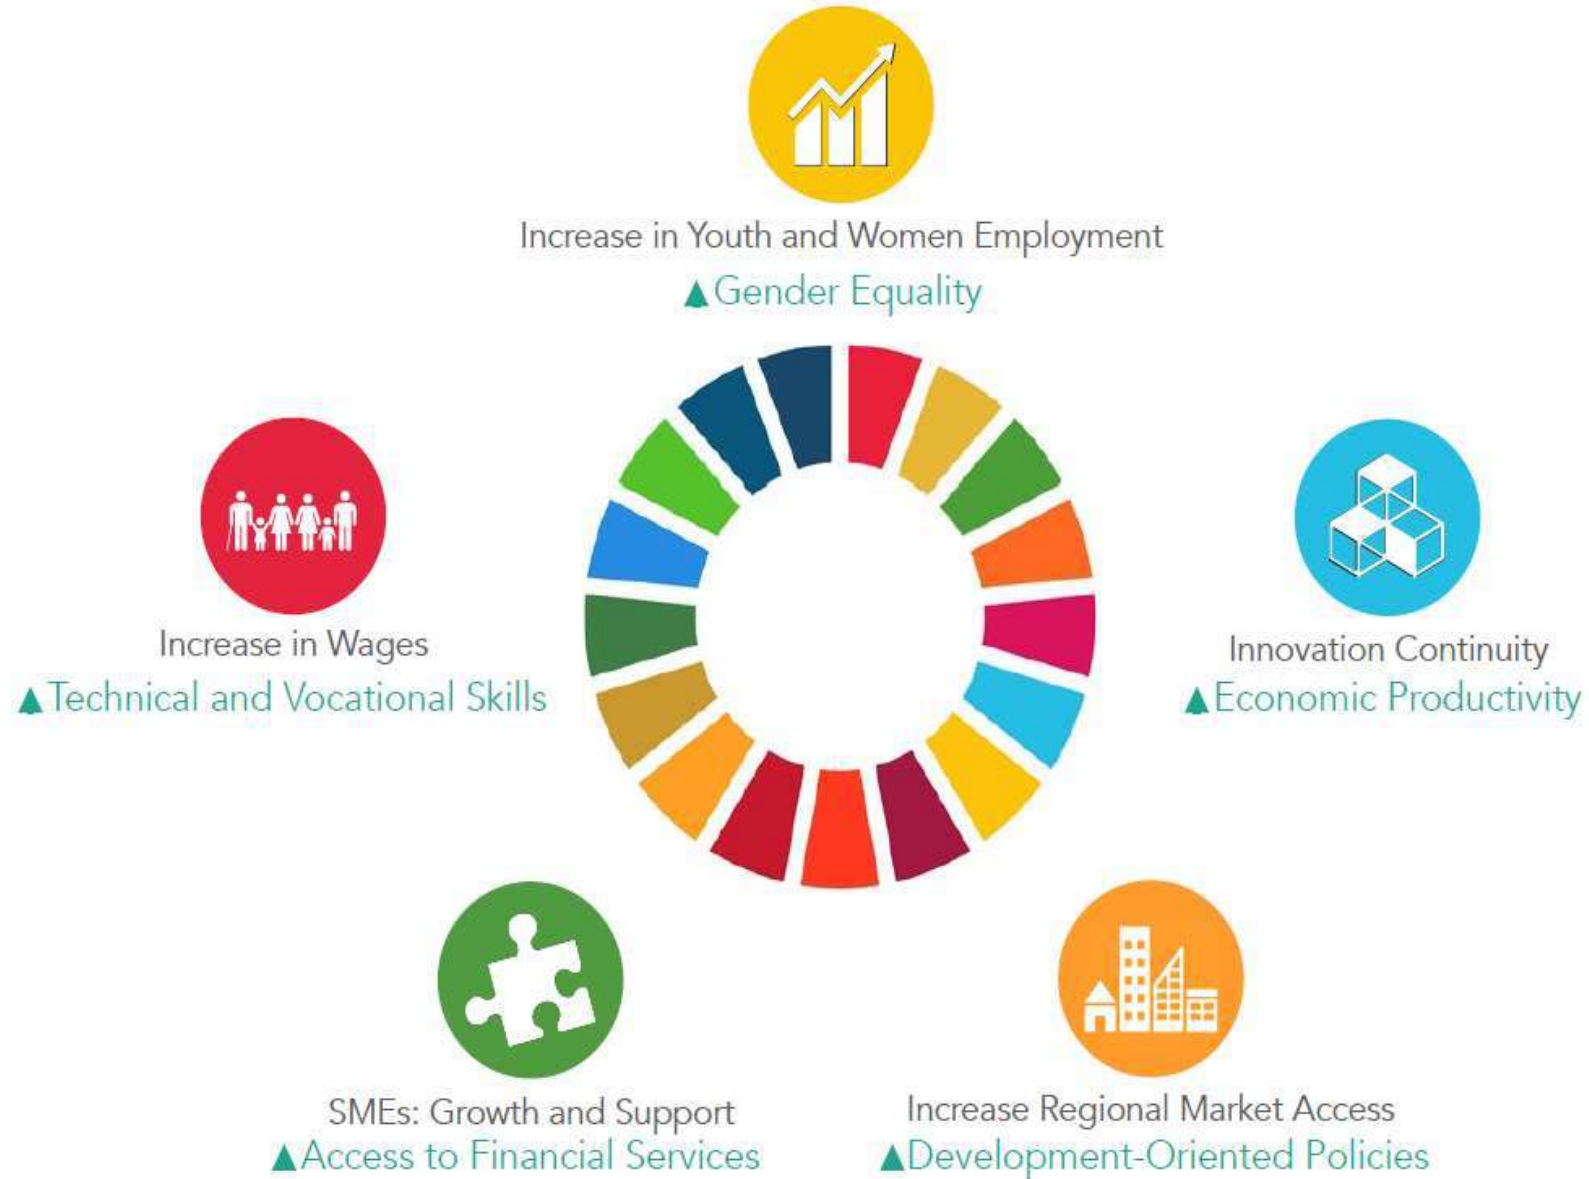 Increase in Youth and Women Employment
▲Gender Equality
Increase in Wages
▲Technical and Vocational Skills
Innovation Continuity
▲Economic Productivity
SMEs: Growth and Support
▲Access to Financial Services
Increase Regional Market Access
▲Development-Oriented Policies